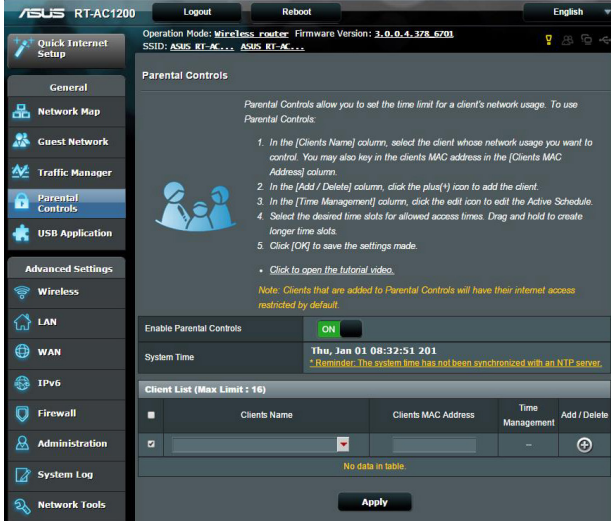 ASUS RT-AC1200
Logout
Reboot
English
Quick Internet
Setup
Operation Mode: Wireless router Firmware Version: 3.0.0.4.378_6701
SSID: ASUS RT-AC... ASUS RT-AC...
General
Network Map
Guest Network
Traffic Manager
Parental
Controls
USB Application
Advanced Settings
Wireless
LAN
WAN
IPv6
Firewall
Administration
System Log
Network Tools
Parental Controls
Parental Controls allow you to set the time limit for a client's network usage. To use
Parental Controls:
1. In the [Clients Name] column, select the client whose network usage you want to
control. You may also key in the clients MAC address in the [Clients MAC
Address] column.
2. In the [Add / Delete] column, click the plus(+) icon to add the client.
3. In the [Time Management] column, click the edit icon to edit the Active Schedule.
4. Select the desired time slots for allowed access times. Drag and hold to create
longer time slots.
5. Click [OK] to save the settings made.
• Click to open the tutorial video.
Note: Clients that are added to Parental Controls will have their internet access
restricted by default.
Enable Parental Controls
ON
System Time
Thu, Jan 01 08:32:51 201
* Reminder: The system time has not been synchronized with an NTP server.
Client List (Max Limit : 16)
Clients Name
Clients MAC Address
Time
Management
Add / Delete
--
No data in table.
Apply